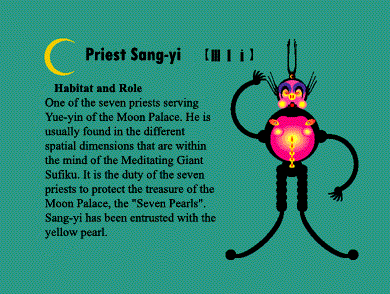 Priest Sang-yi 【Ⅲ l i】
Habitat and Role
One of the seven priests serving
Yue-yin of the Moon Palace. He is
usually found in the different
spatial dimensions that are within
the mind of the Meditating Giant
Sufiku. It is the duty of the seven
priests to protect the treasure of the
Moon Palace, the "Seven Pearls".
Sang-yi has been entrusted with the
yellow pearl.